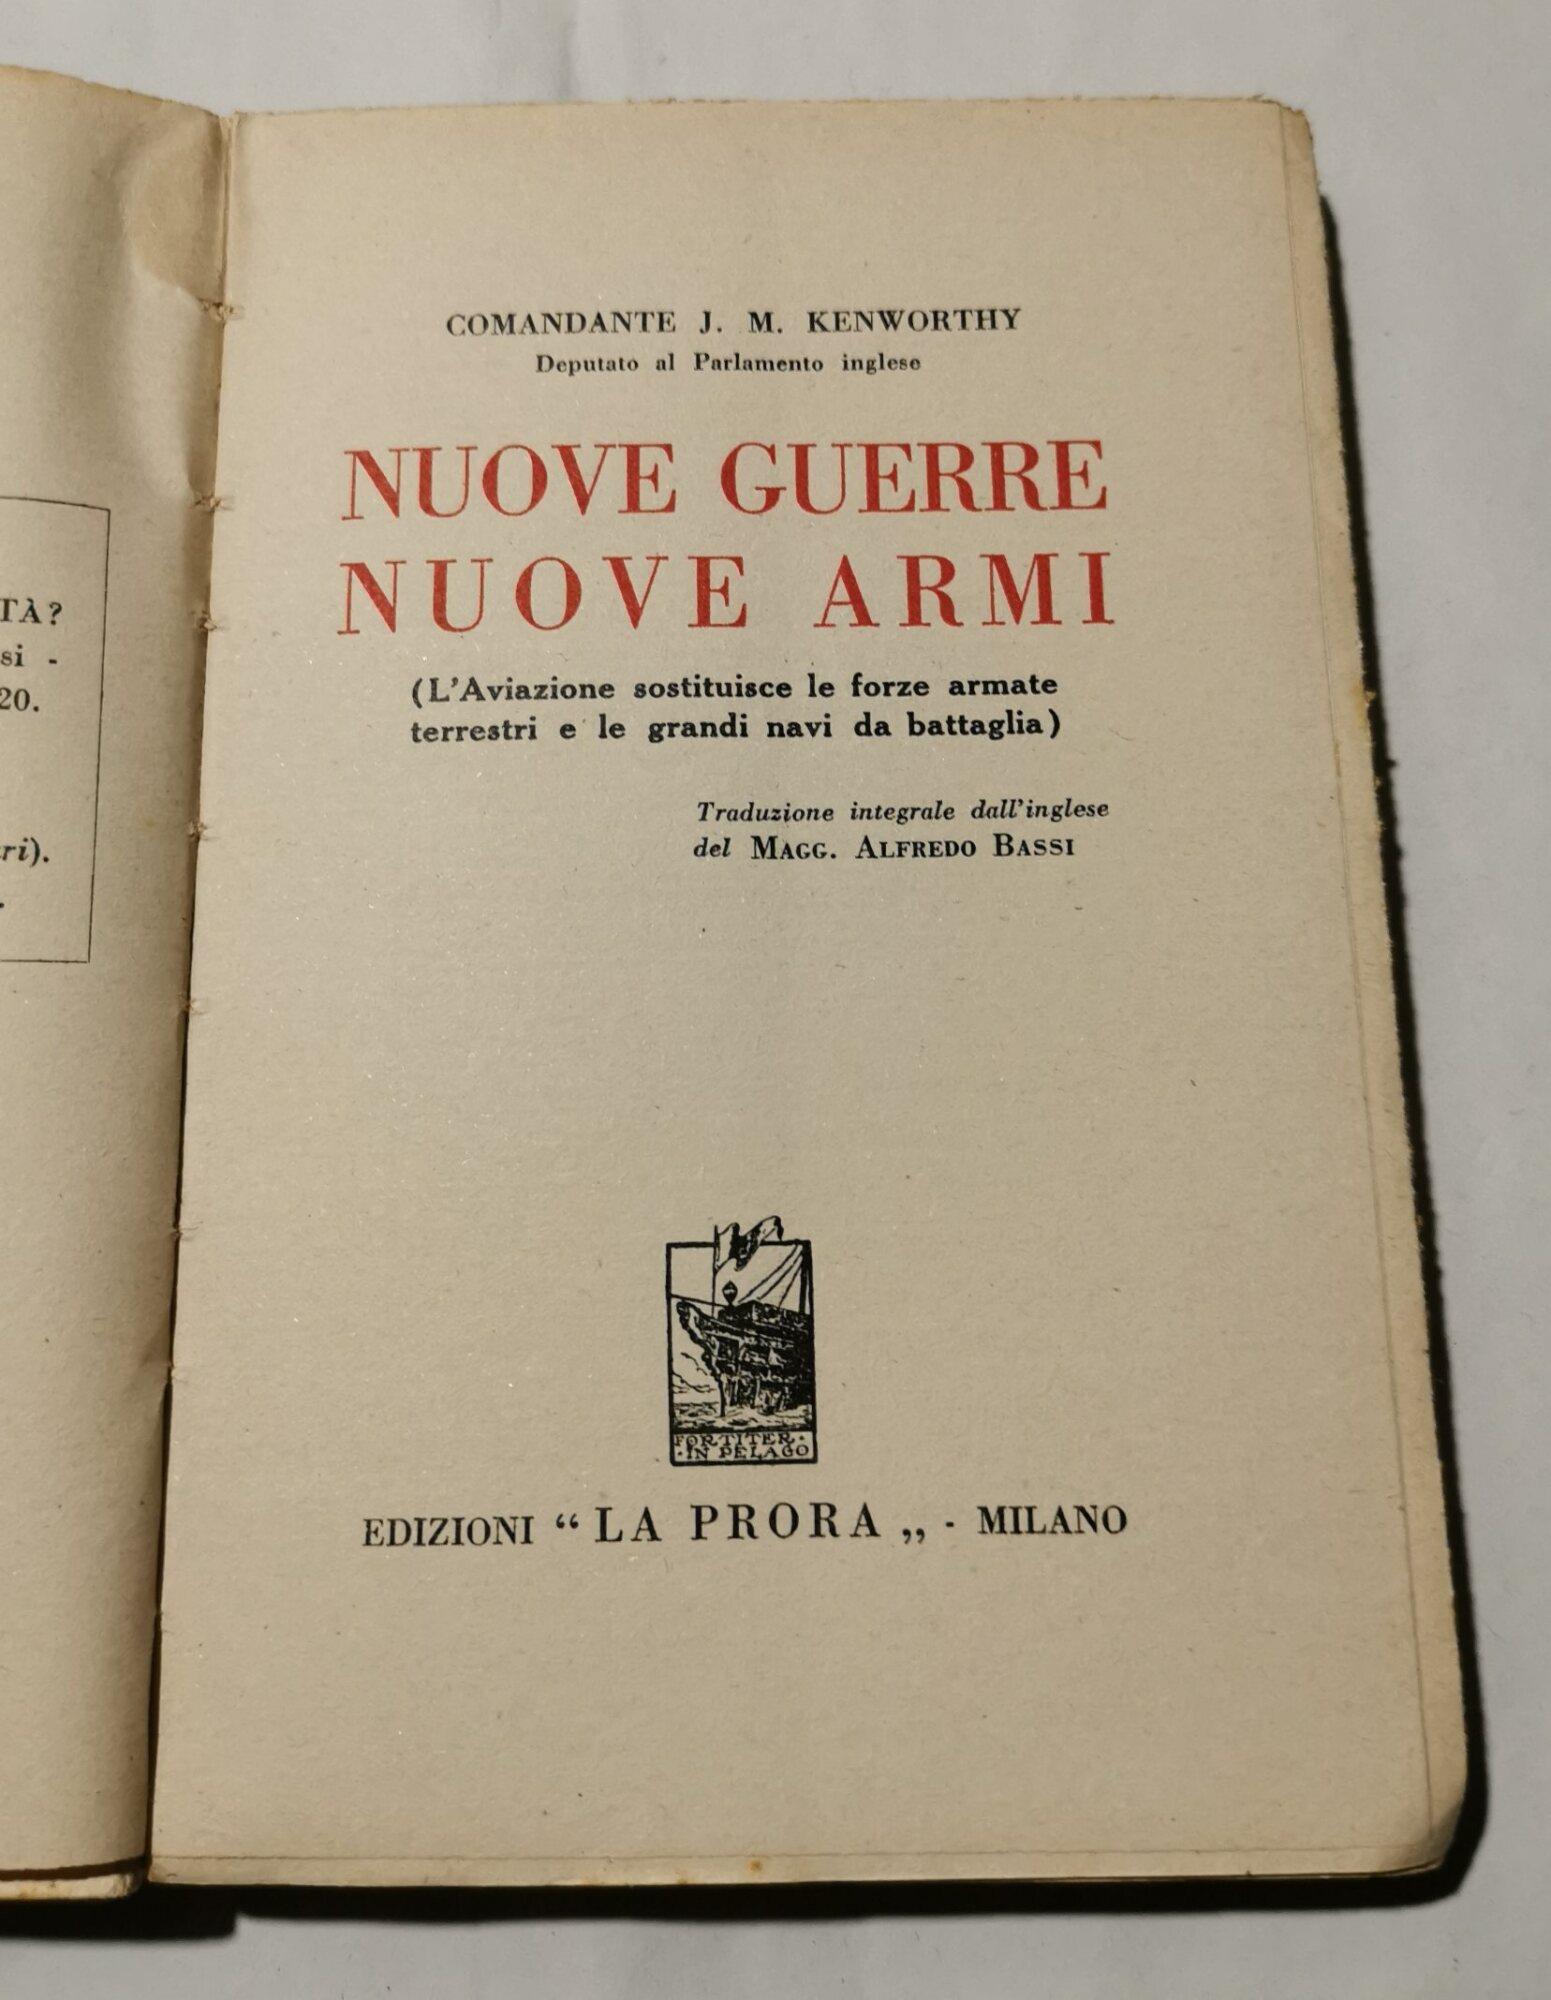 TÀ?
si -
20.
ri).
COMANDANTE J. M. KENWORTHY
Deputato al Parlamento inglese
NUOVE GUERRE
NUOVE ARMI
(L'Aviazione sostituisce le forze armate
terrestri e le grandi navi da battaglia)
Traduzione integrale dall'inglese
del MAGG. ALFREDO BASSI
FORTITER·
·IN PELAGO
EDIZIONI “LA PRORA„ - MILANO